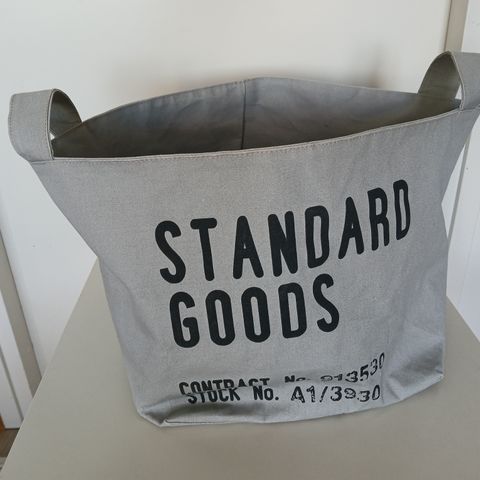 STANDARD
GOODS
CONTRACT No. 913530
STOCK No. A1/3930